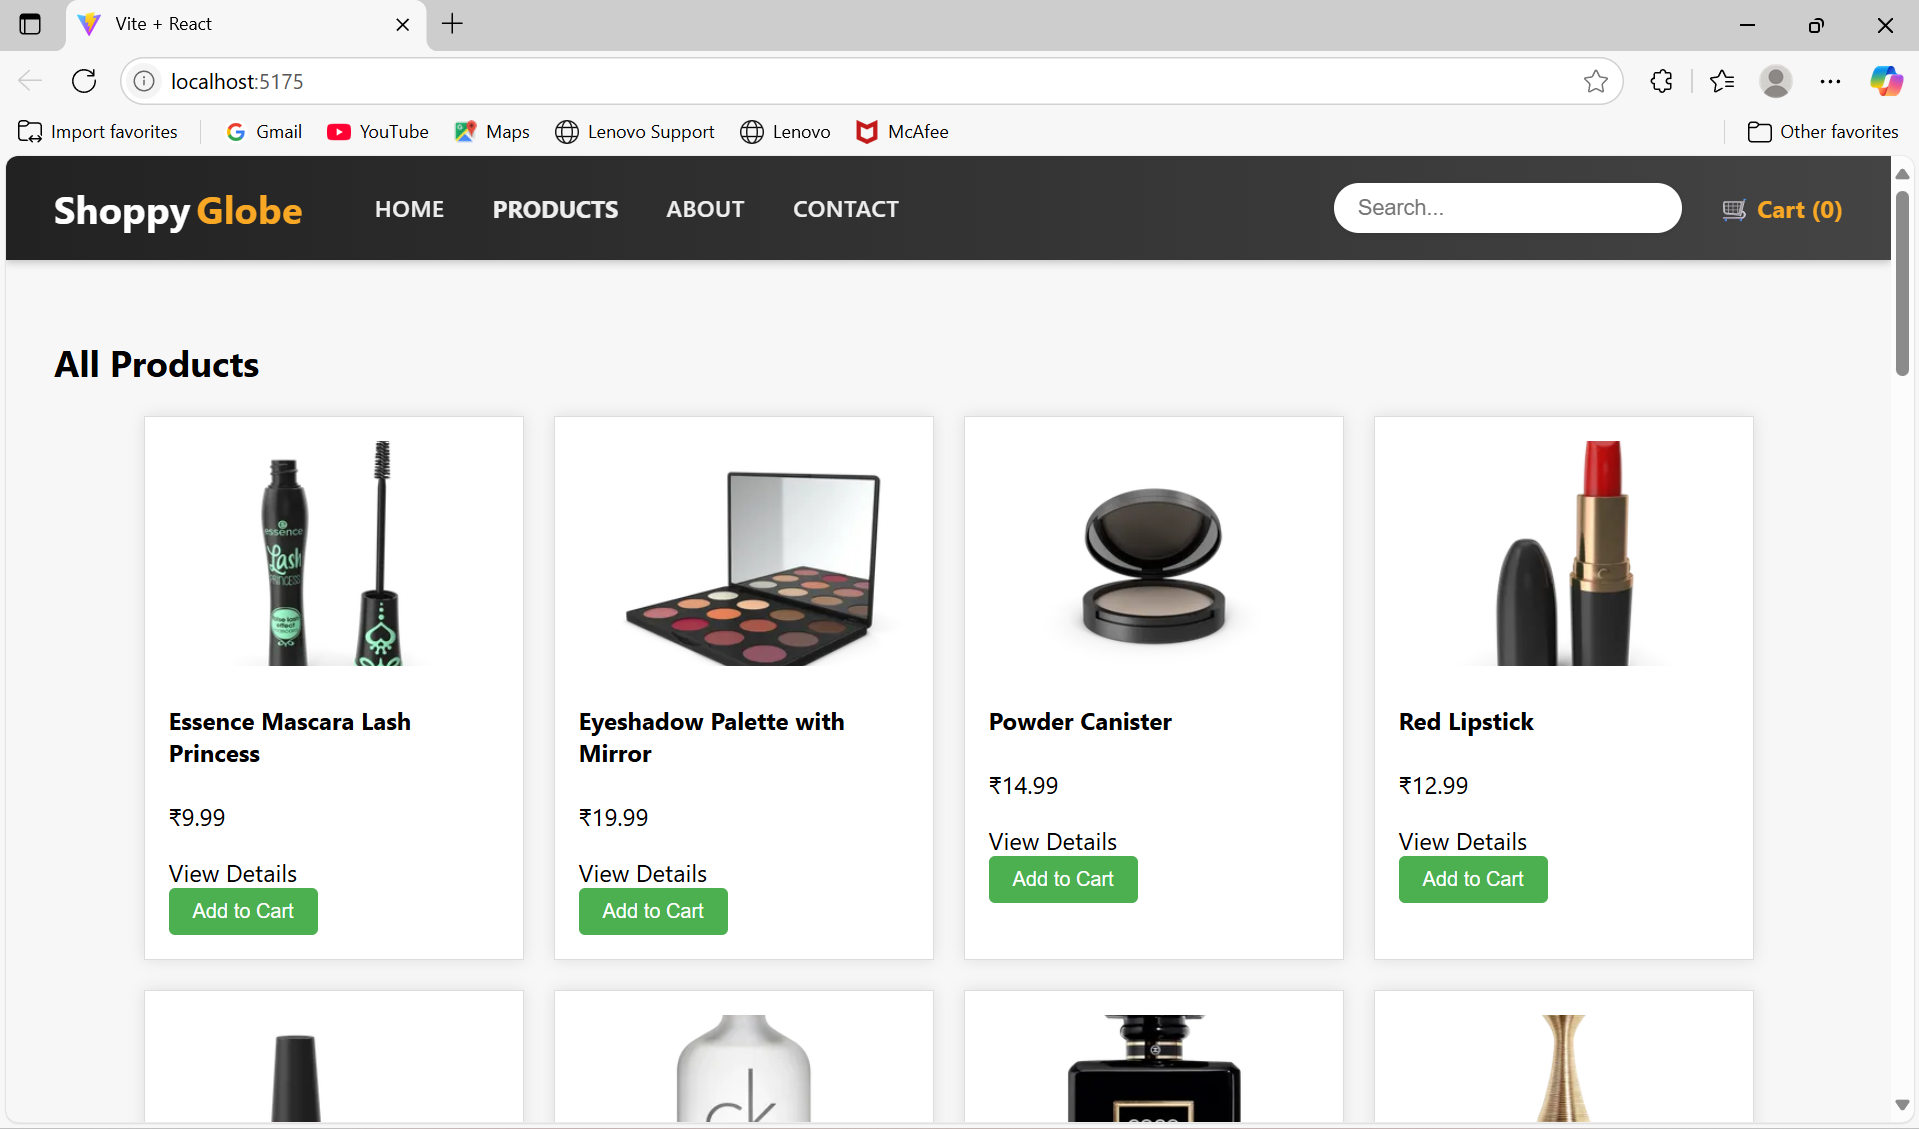 Vite + React
localhost:5175
Import favorites
Gmail
YouTube
Maps
Lenovo Support
Lenovo
McAfee
Other favorites
Shoppy Globe
HOME
PRODUCTS
ABOUT
CONTACT
Search...
Cart (0)
All Products
essence
Lash
PRINCESS
false lash
effect
Essence Mascara Lash
Princess
₹9.99
View Details
Add to Cart
Eyeshadow Palette with
Mirror
₹19.99
View Details
Add to Cart
Powder Canister
₹14.99
View Details
Add to Cart
Red Lipstick
₹12.99
View Details
Add to Cart
ck